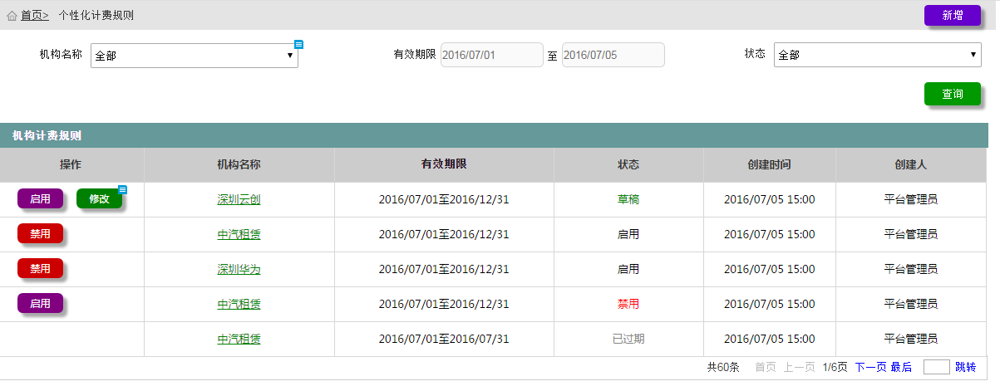 首页> 个性化计费规则 新增
机构名称 全部 有效期限 2016/07/01 至 2016/07/05 状态 全部
查询
机构计费规则
操作 机构名称 有效期限 状态 创建时间 创建人
启用 修改 深圳云创 2016/07/01至2016/12/31 草稿 2016/07/05 15:00 平台管理员
禁用 中汽租赁 2016/07/01至2016/12/31 启用 2016/07/05 15:00 平台管理员
禁用 深圳华为 2016/07/01至2016/12/31 启用 2016/07/05 15:00 平台管理员
启用 中汽租赁 2016/07/01至2016/12/31 禁用 2016/07/05 15:00 平台管理员
中汽租赁 2016/07/01至2016/07/31 已过期 2016/07/05 15:00 平台管理员
共60条 首页 上一页 1/6页 下一页 最后 跳转